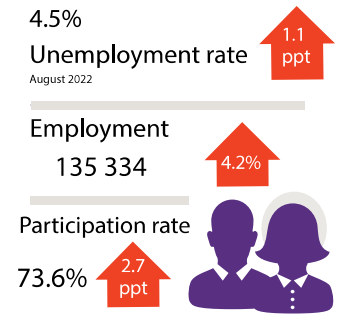 4.5%
Unemployment rate
August 2022
1.1
ppt
Employment
135 334
4.2%
Participation rate
73.6%
2.7
ppt